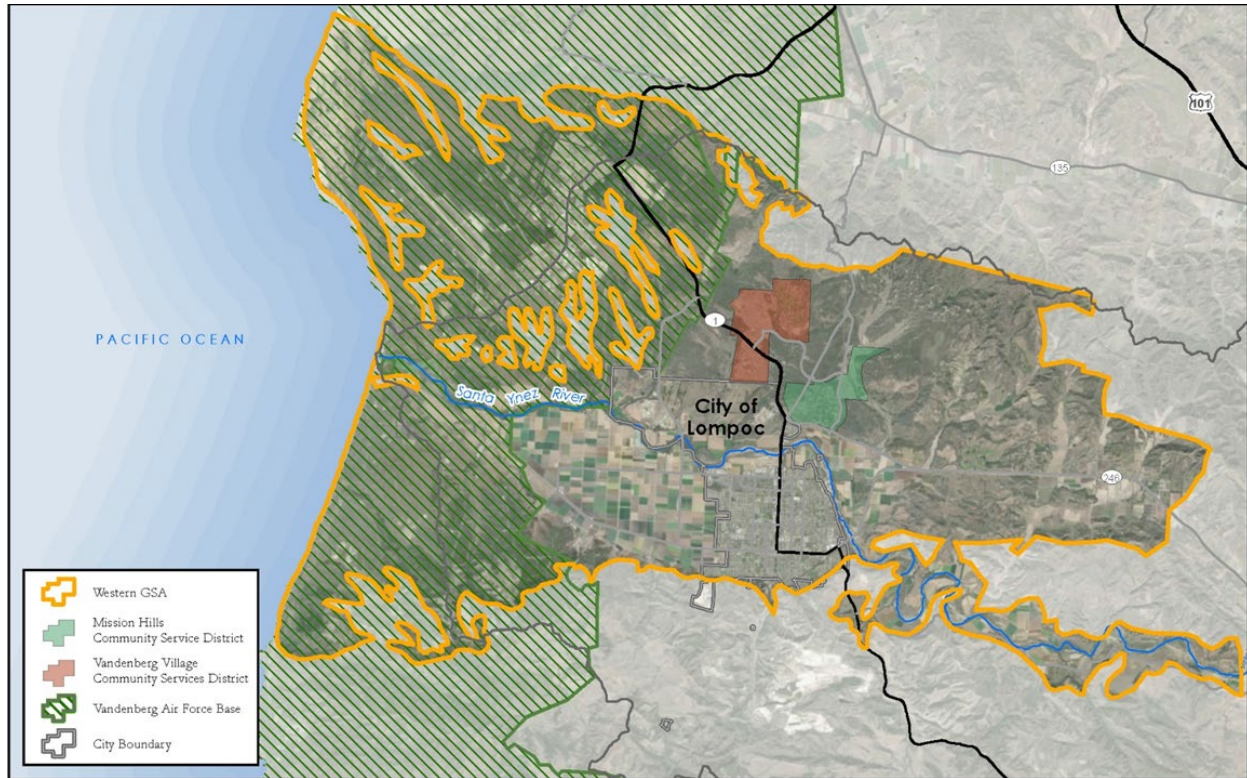 101
135
PACIFIC OCEAN
1
Santa Ynez River
City of
Lompoc
246
Western GSA
Mission Hills
Community Service District
Vandenberg Village
Community Services District
Vandenberg Air Force Base
City Boundary